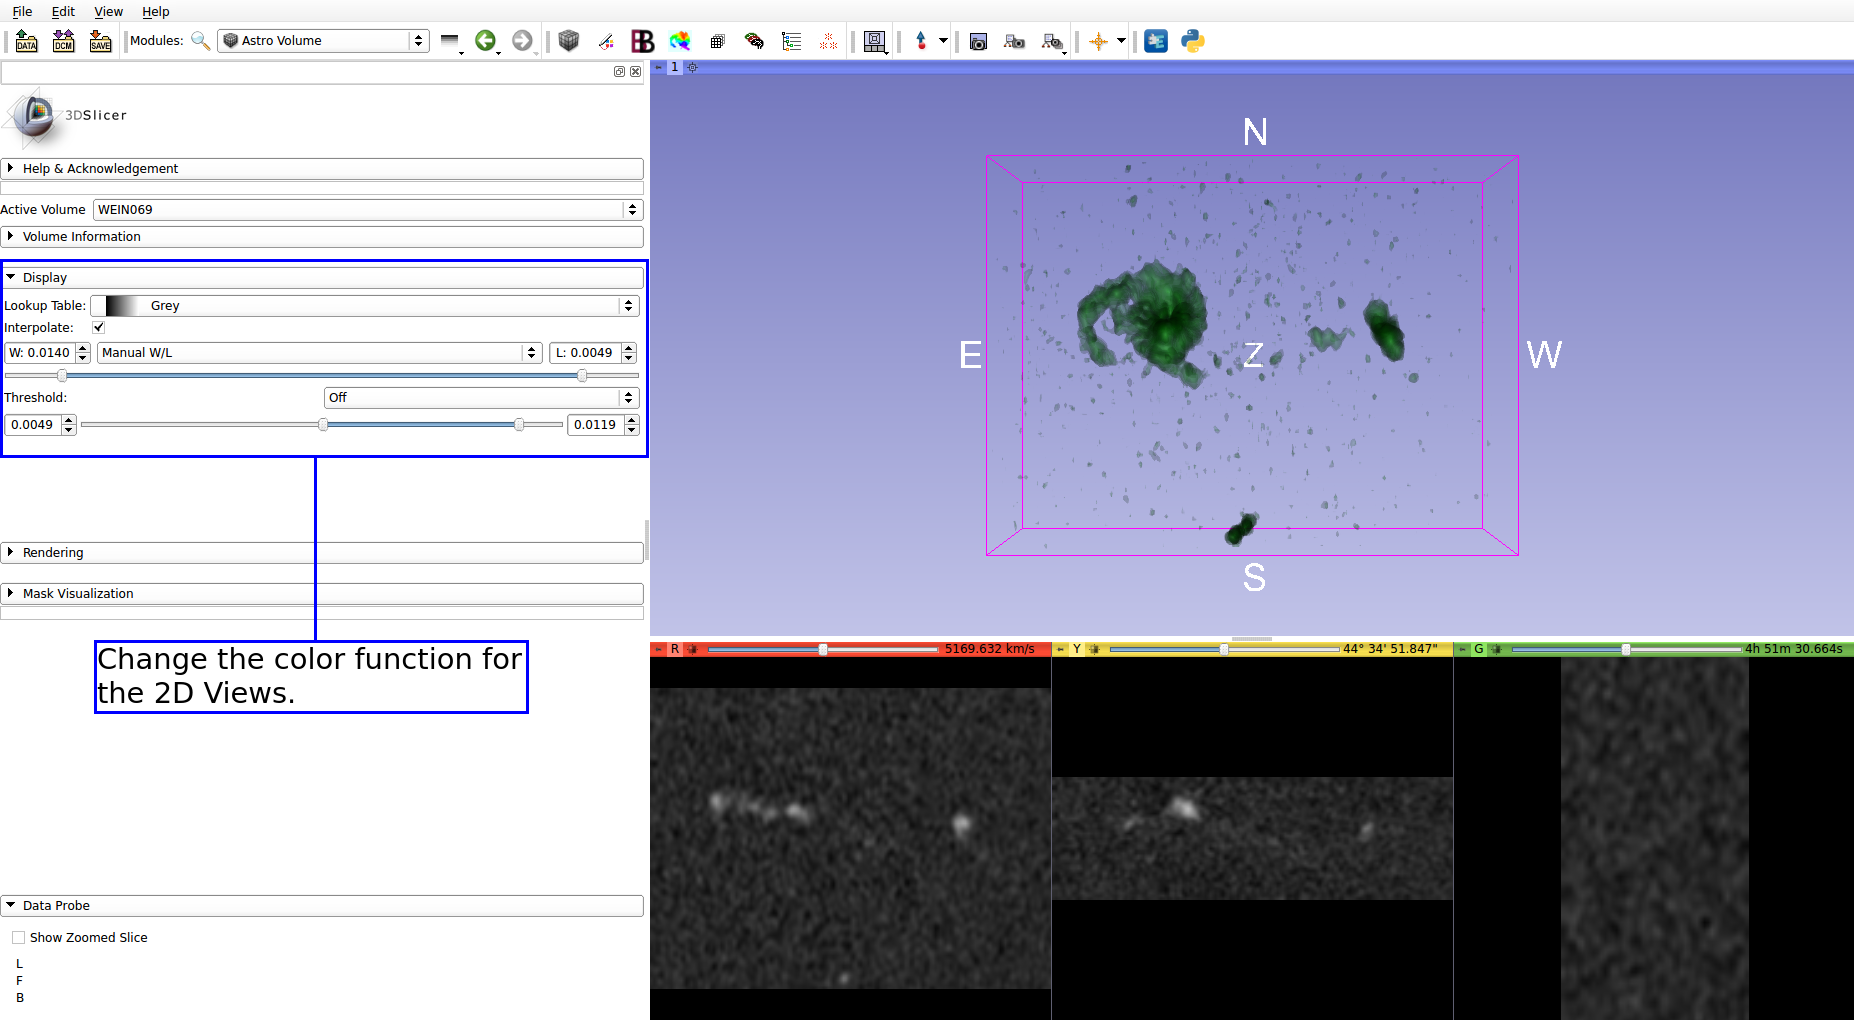 File Edit View Help
DATA DCM SAVE Modules: Astro Volume
1
3DSlicer
Help & Acknowledgement
Active Volume WEIN069
Volume Information
Display
Lookup Table: Grey
Interpolate:
W: 0.0140 Manual W/L L: 0.0049
Threshold: Off
0.0049 0.0119
Rendering
Mask Visualization
Change the color function for
the 2D Views.
Data Probe
Show Zoomed Slice
L
F
B
N
E Z W
S
R 5169.632 km/s Y 44° 34' 51.847" G 4h 51m 30.664s